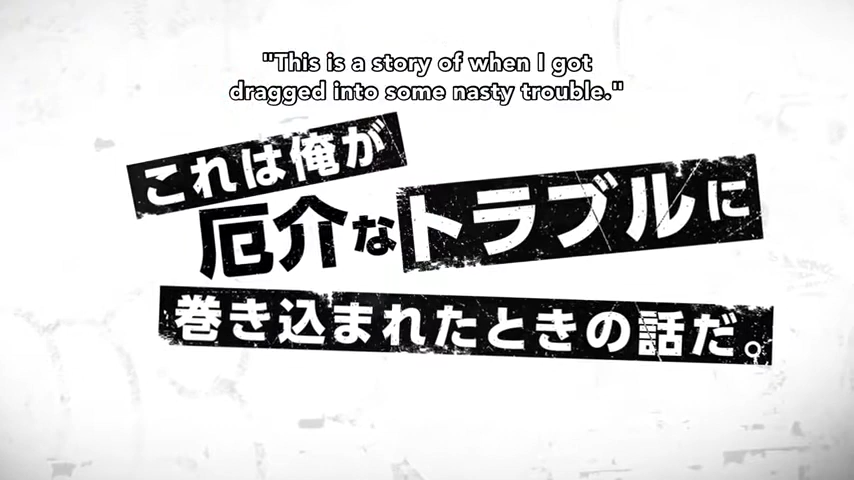 "This is a story of when I got
dragged into some nasty trouble."
これは俺が
厄介なトラブルに
巻き込まれたときの話だ。